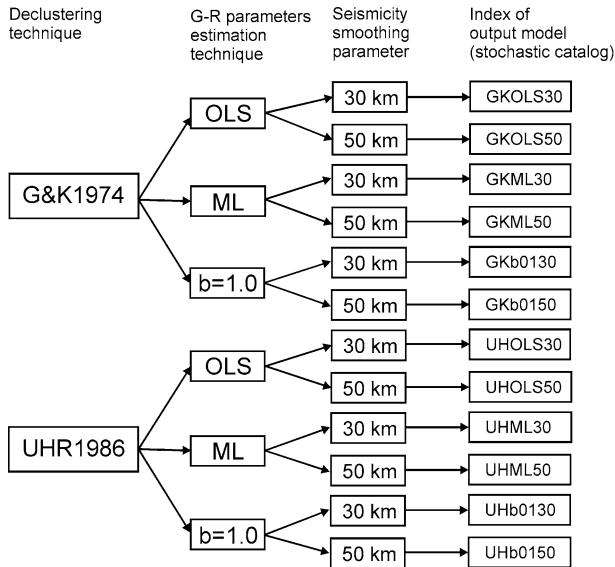 Declustering
technique
G-R parameters
estimation
technique
Seismicity
smoothing
parameter
Index of
output model
(stochastic catalog)
G&K1974
OLS
30 km
GKOLS30
50 km
GKOLS50
ML
30 km
GKML30
50 km
GKML50
b=1.0
30 km
GKb0130
50 km
GKb0150
UHR1986
OLS
30 km
UHOLS30
50 km
UHOLS50
ML
30 km
UHML30
50 km
UHML50
b=1.0
30 km
UHb0130
50 km
UHb0150